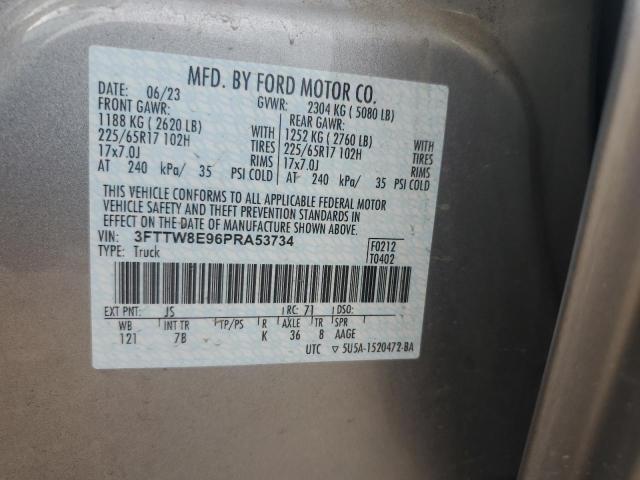 MFD. BY FORD MOTOR CO.
DATE: 06/23 GVWR: 2304 KG ( 5080 LB)
FRONT GAWR: REAR GAWR:
1188 KG ( 2620 LB) WITH 1252 KG ( 2760 LB) WITH
225/65R17 102H TIRES 225/65R17 102H TIRES
17x7.0J RIMS 17x7.0J RIMS
AT 240 kPa/ 35 PSI COLD AT 240 kPa/ 35 PSI COLD
THIS VEHICLE CONFORMS TO ALL APPLICABLE FEDERAL MOTOR
VEHICLE SAFETY AND THEFT PREVENTION STANDARDS IN
EFFECT ON THE DATE OF MANUFACTURE SHOWN ABOVE.
VIN: 3FTTW8E96PRA53734 F0212
TYPE: Truck T0402
EXT PNT: JS RC: 71 DSO:
WB INT TR TP/PS R AXLE TR SPR
121 7B K 36 8 AAGE
UTC 5U5A-1520472-BA